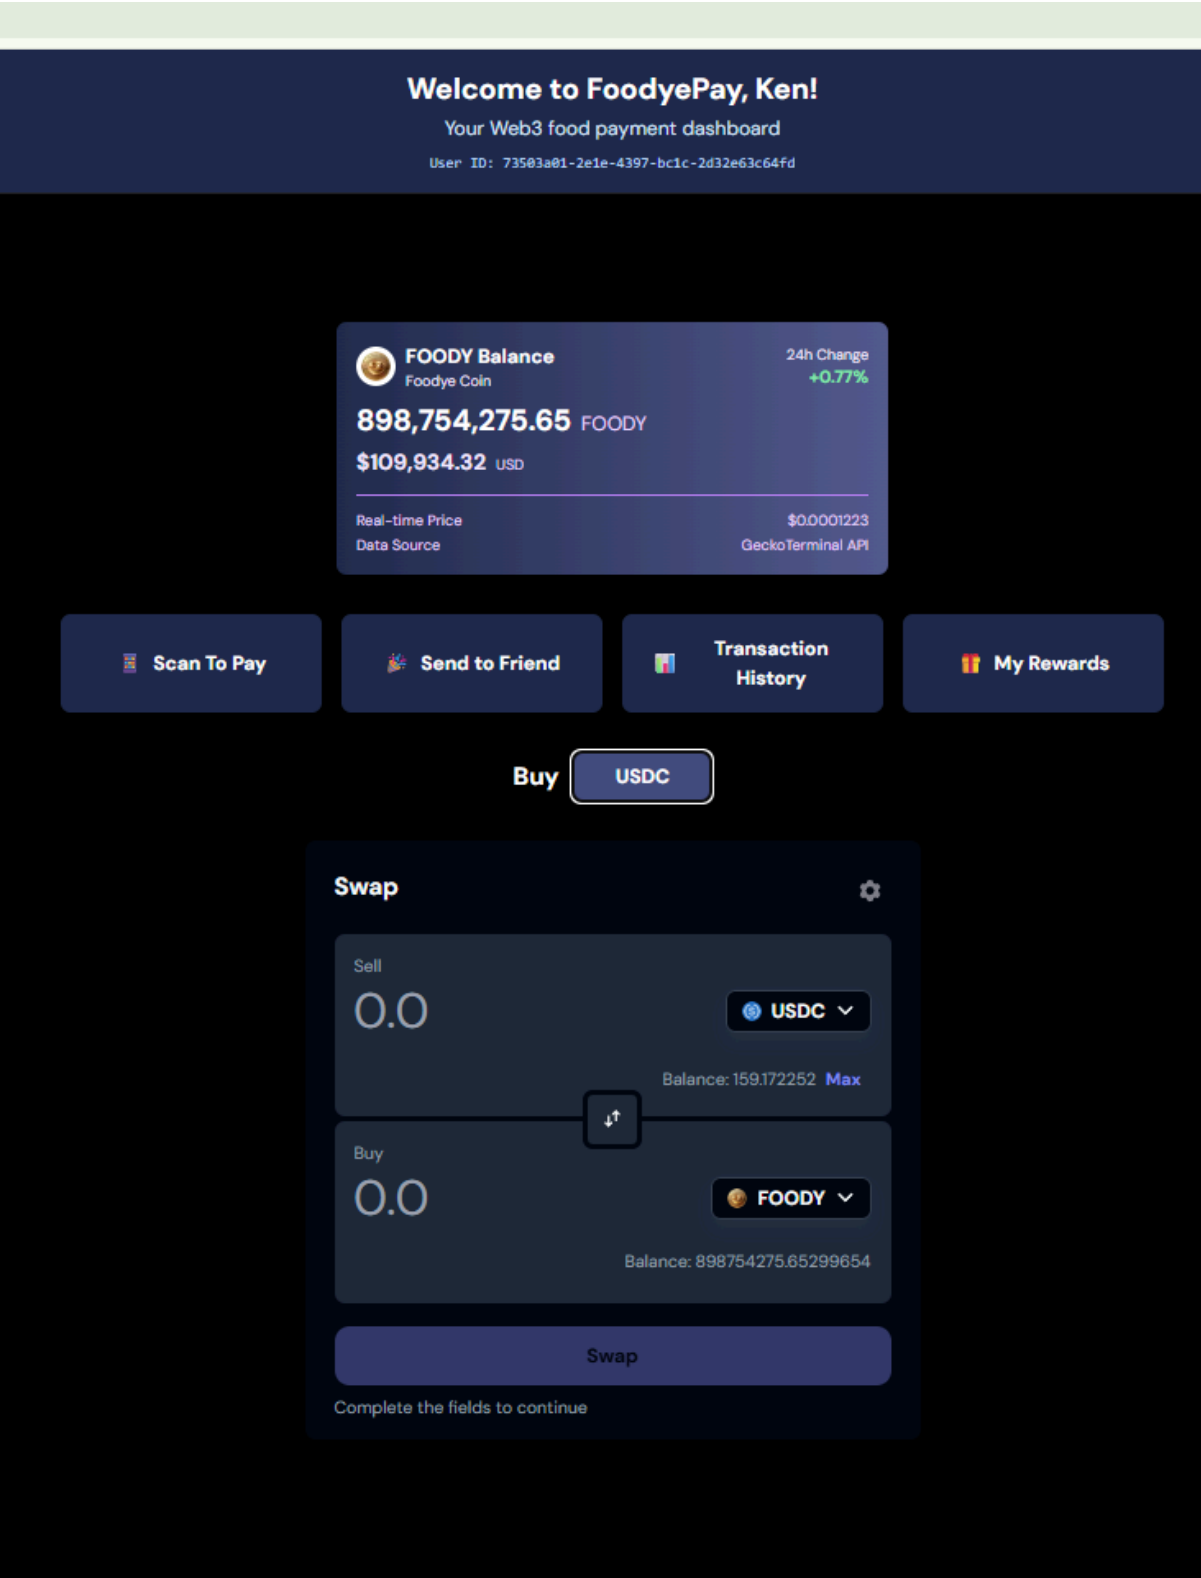 Welcome to FoodyePay, Ken!
Your Web3 food payment dashboard
User ID: 73503a01-2e1e-4397-bc1c-2d32e63c64fd
FOODY Balance
Foodye Coin
24h Change
+0.77%
898,754,275.65 FOODY
$109,934.32 USD
Real-time Price
$0.0001223
Data Source
GeckoTerminal API
Scan To Pay
Send to Friend
Transaction
History
My Rewards
Buy USDC
Swap
Sell
0.0
USDC
Balance: 159.172252 Max
Buy
0.0
FOODY
Balance: 898754275.65299654
Swap
Complete the fields to continue